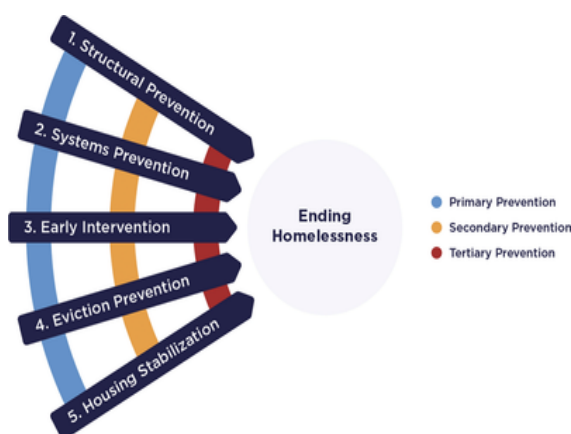 1. Structural Prevention
2. Systems Prevention
3. Early Intervention
4. Eviction Prevention
5. Housing Stabilization
Ending
Homelessness
Primary Prevention
Secondary Prevention
Tertiary Prevention